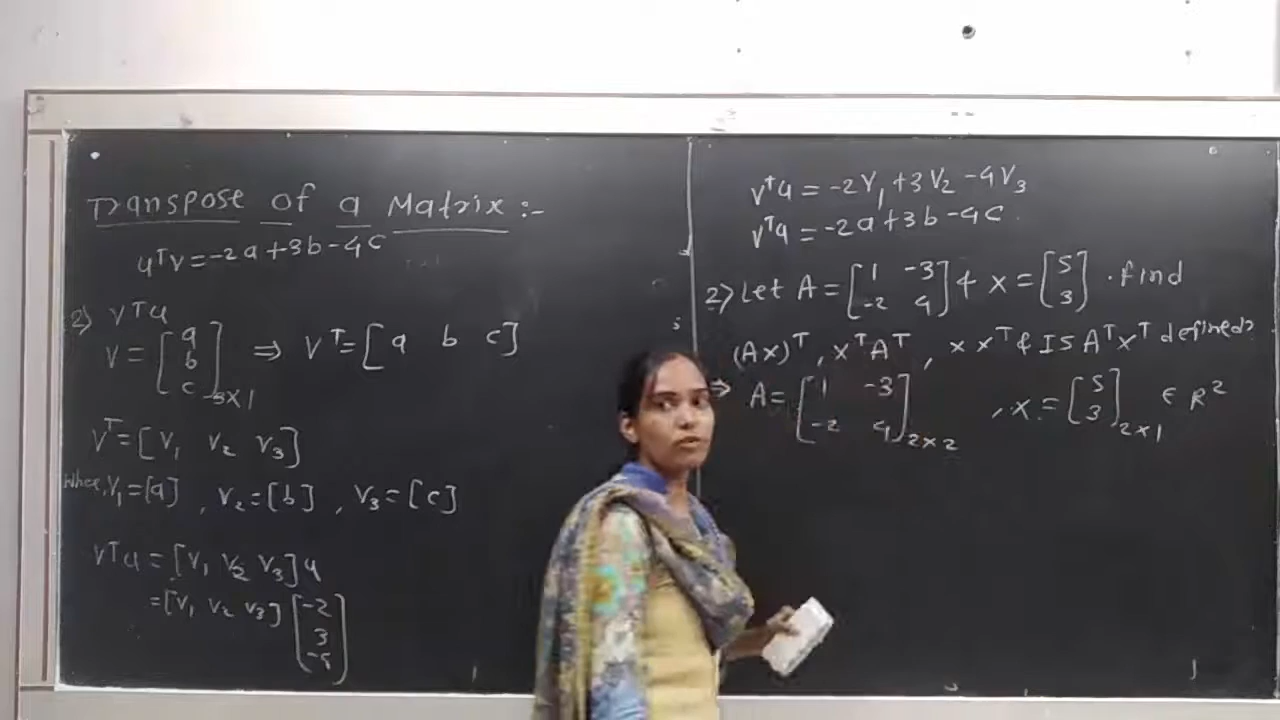 Transpose of a Matrix:-
uᵀv = -2a+3b-4c
2) vᵀu
v = [a b c]₃ₓ₁ ⇒ vᵀ = [a b c]
vᵀ = [v₁ v₂ v₃]
Where, v₁ = [a] , v₂ = [b] , v₃ = [c]
vᵀu = [v₁ v₂ v₃] u
= [v₁ v₂ v₃] [-2 3 -4]
vᵀu = -2v₁ + 3v₂ - 4v₃
vᵀu = -2a + 3b - 4c
2) Let A = [1 -3 -2 4] & x = [5 3] . find
(Ax)ᵀ , xᵀAᵀ , xxᵀ & Is Aᵀxᵀ defined?
⇒ A = [1 -3 -2 4]₂ₓ₂ , x = [5 3]₂ₓ₁ ∈ R²